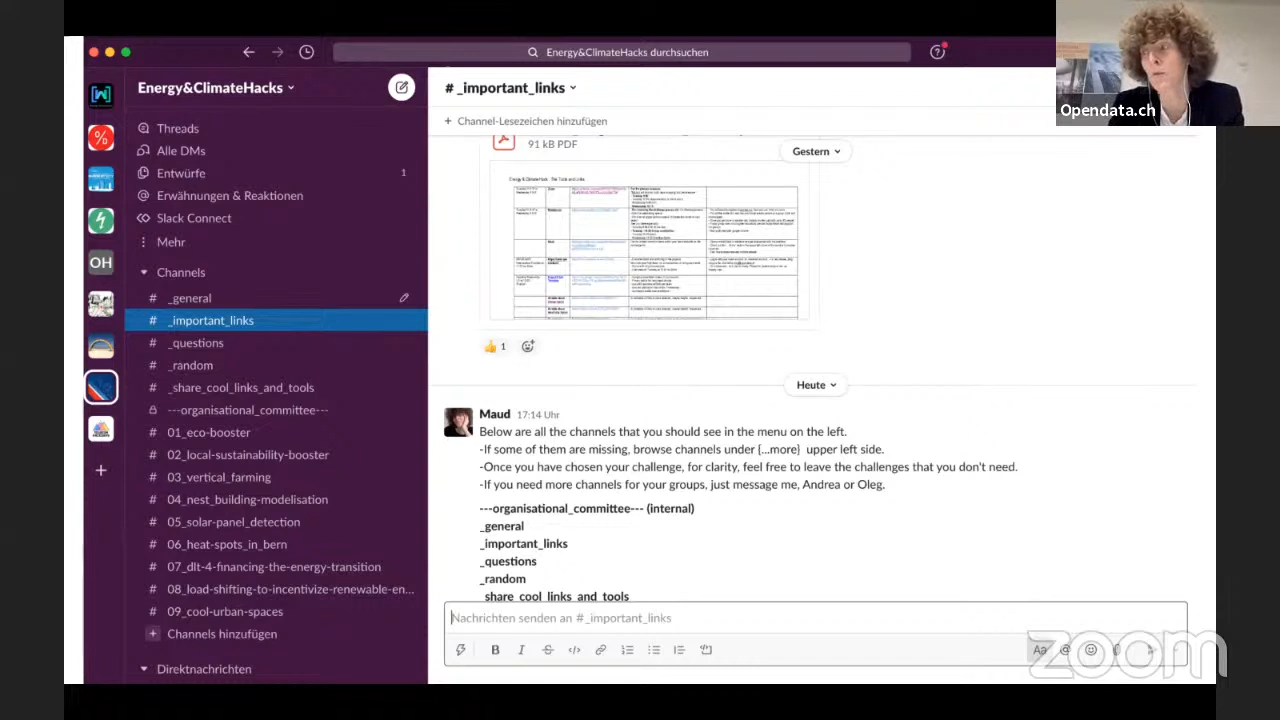 Energy&ClimateHacks durchsuchen
Opendata.ch
Energy&ClimateHacks
Threads
Alle DMs
Entwürfe 1
Erwähnungen & Reaktionen
Slack Connect
Mehr
Channels
# _general
# _important_links
# _questions
# _random
# _share_cool_links_and_tools
---organisational_committee---
# 01_eco-booster
# 02_local-sustainability-booster
# 03_vertical_farming
# 04_nest_building-modelisation
# 05_solar-panel_detection
# 06_heat-spots_in_bern
# 07_dlt-4-financing-the-energy-transition
# 08_load-shifting-to-incentivize-renewable-en...
# 09_cool-urban-spaces
+ Channels hinzufügen
Direktnachrichten
OH
# _important_links
+ Channel-Lesezeichen hinzufügen
91 kB PDF
Gestern
1
Heute
Maud 17:14 Uhr
Below are all the channels that you should see in the menu on the left.
-If some of them are missing, browse channels under {...more} upper left side.
-Once you have chosen your challenge, for clarity, feel free to leave the challenges that you don't need.
-If you need more channels for your groups, just message me, Andrea or Oleg.
---organisational_committee--- (internal)
_general
_important_links
_questions
_random
_share_cool_links_and_tools
Nachrichten senden an #_important_links
B I S </> Aa @
zoom